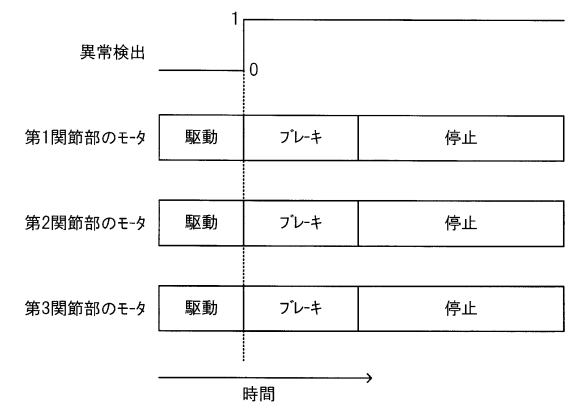 1
異常検出
0
第1関節部のモータ 駆動 ブレーキ 停止
第2関節部のモータ 駆動 ブレーキ 停止
第3関節部のモータ 駆動 ブレーキ 停止
時間